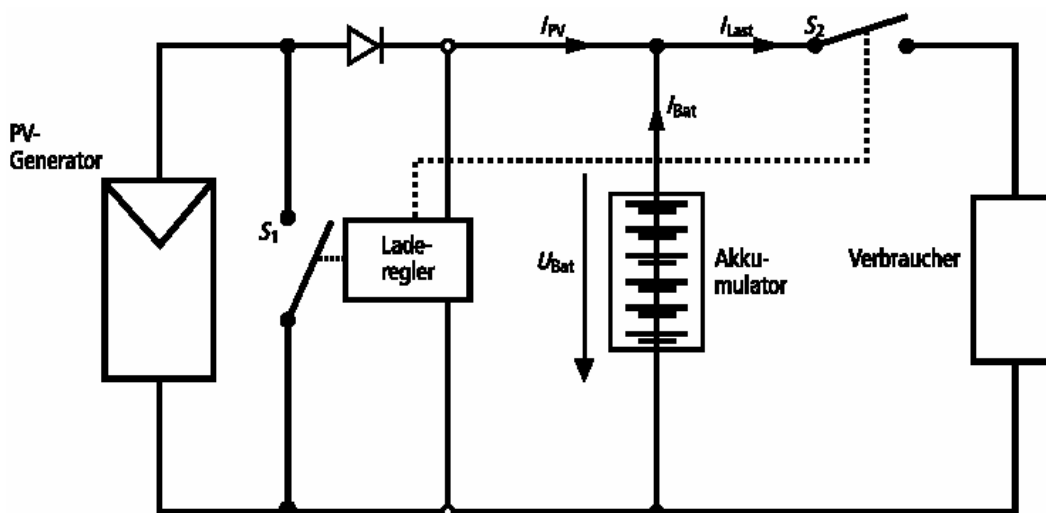 I_PV
I_Last
S_2
PV-
Generator
I_Bat
S_1
Lade-
regler
U_Bat
Akku-
mulator
Verbraucher